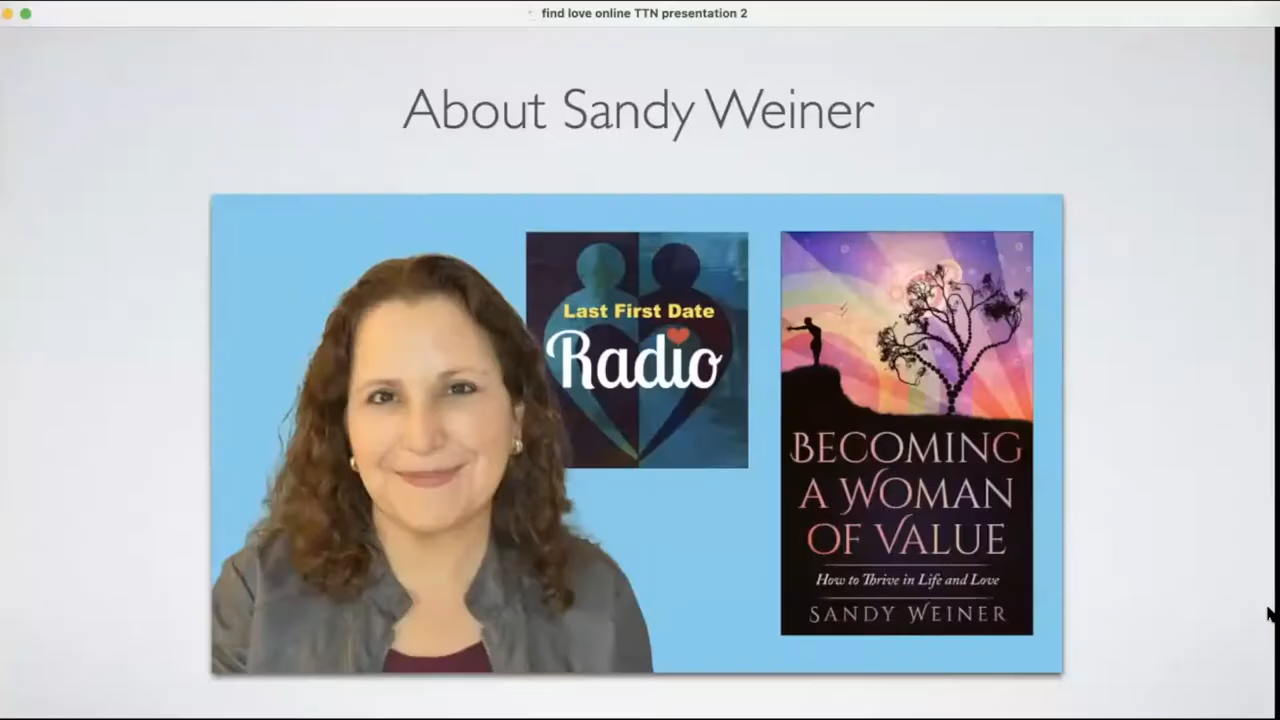 find love online TTN presentation 2
About Sandy Weiner
Last First Date
Radio
BECOMING
A WOMAN
OF VALUE
How to Thrive in Life and Love
SANDY WEINER